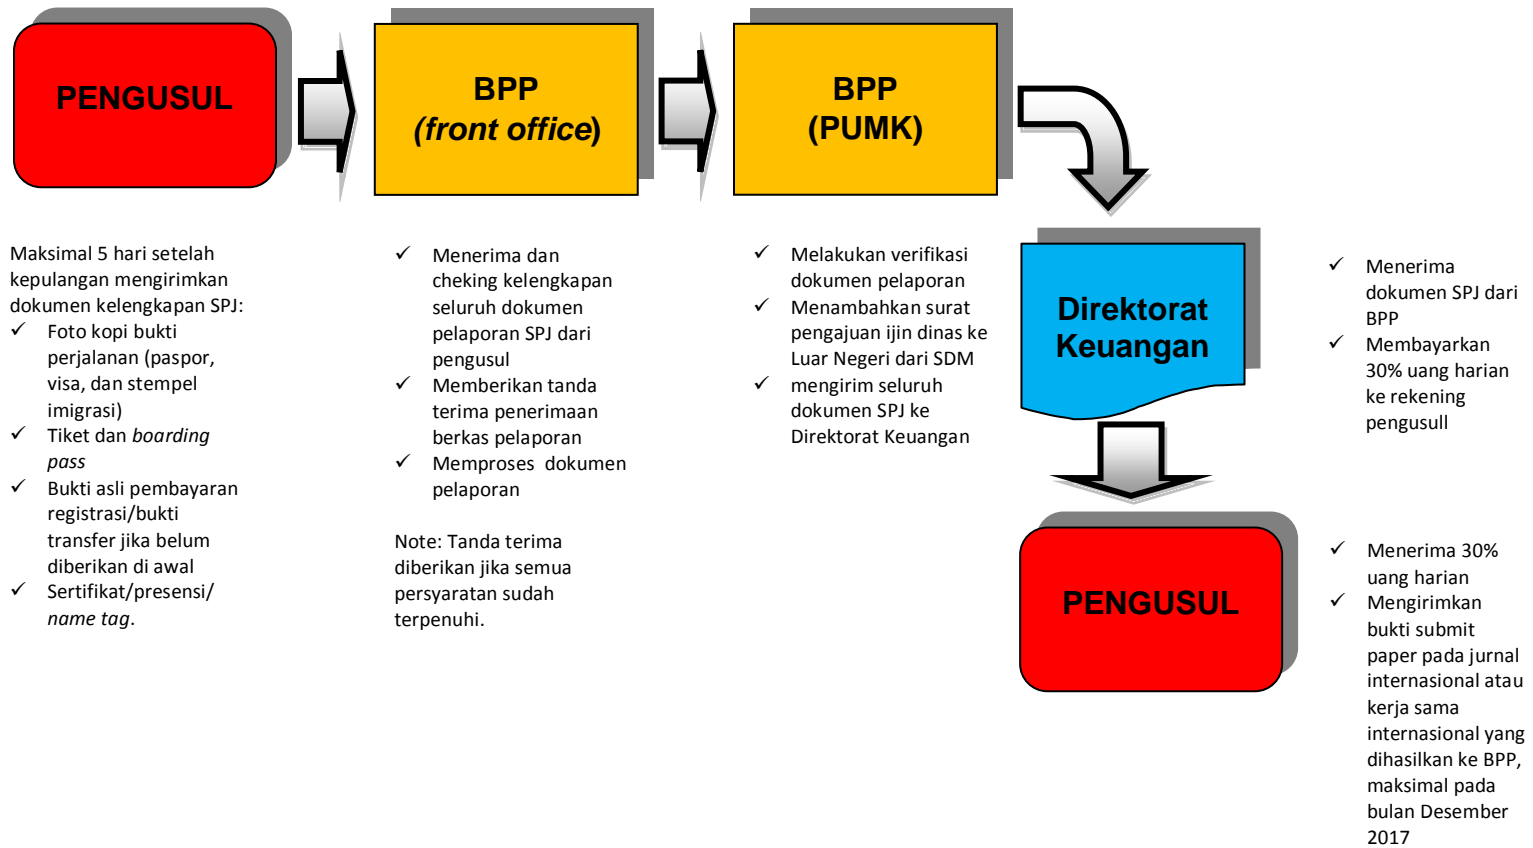 PENGUSUL
Maksimal 5 hari setelah
kepulangan mengirimkan
dokumen kelengkapan SPJ:
✓ Foto kopi bukti
perjalanan (paspor,
visa, dan stempel
imigrasi)
✓ Tiket dan boarding
pass
✓ Bukti asli pembayaran
registrasi/bukti
transfer jika belum
diberikan di awal
✓ Sertifikat/presensi/
name tag.
BPP
(front office)
✓ Menerima dan
cheking kelengkapan
seluruh dokumen
pelaporan SPJ dari
pengusul
✓ Memberikan tanda
terima penerimaan
berkas pelaporan
✓ Memproses dokumen
pelaporan
Note: Tanda terima
diberikan jika semua
persyaratan sudah
terpenuhi.
BPP
(PUMK)
✓ Melakukan verifikasi
dokumen pelaporan
✓ Menambahkan surat
pengajuan ijin dinas ke
Luar Negeri dari SDM
✓ mengirim seluruh
dokumen SPJ ke
Direktorat Keuangan
Direktorat
Keuangan
✓ Menerima
dokumen SPJ dari
BPP
✓ Membayarkan
30% uang harian
ke rekening
pengusull
PENGUSUL
✓ Menerima 30%
uang harian
✓ Mengirimkan
bukti submit
paper pada jurnal
internasional atau
kerja sama
internasional yang
dihasilkan ke BPP,
maksimal pada
bulan Desember
2017